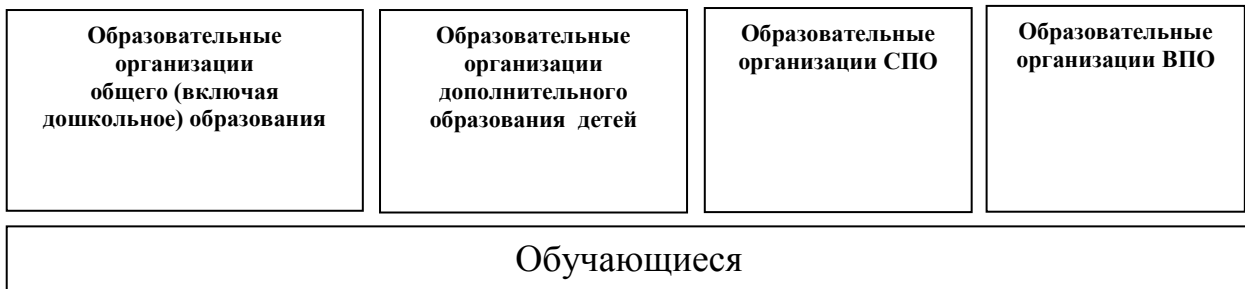 Образовательные
организации
общего (включая
дошкольное) образования
Образовательные
организации
дополнительного
образования детей
Образовательные
организации СПО
Образовательные
организации ВПО
Обучающиеся